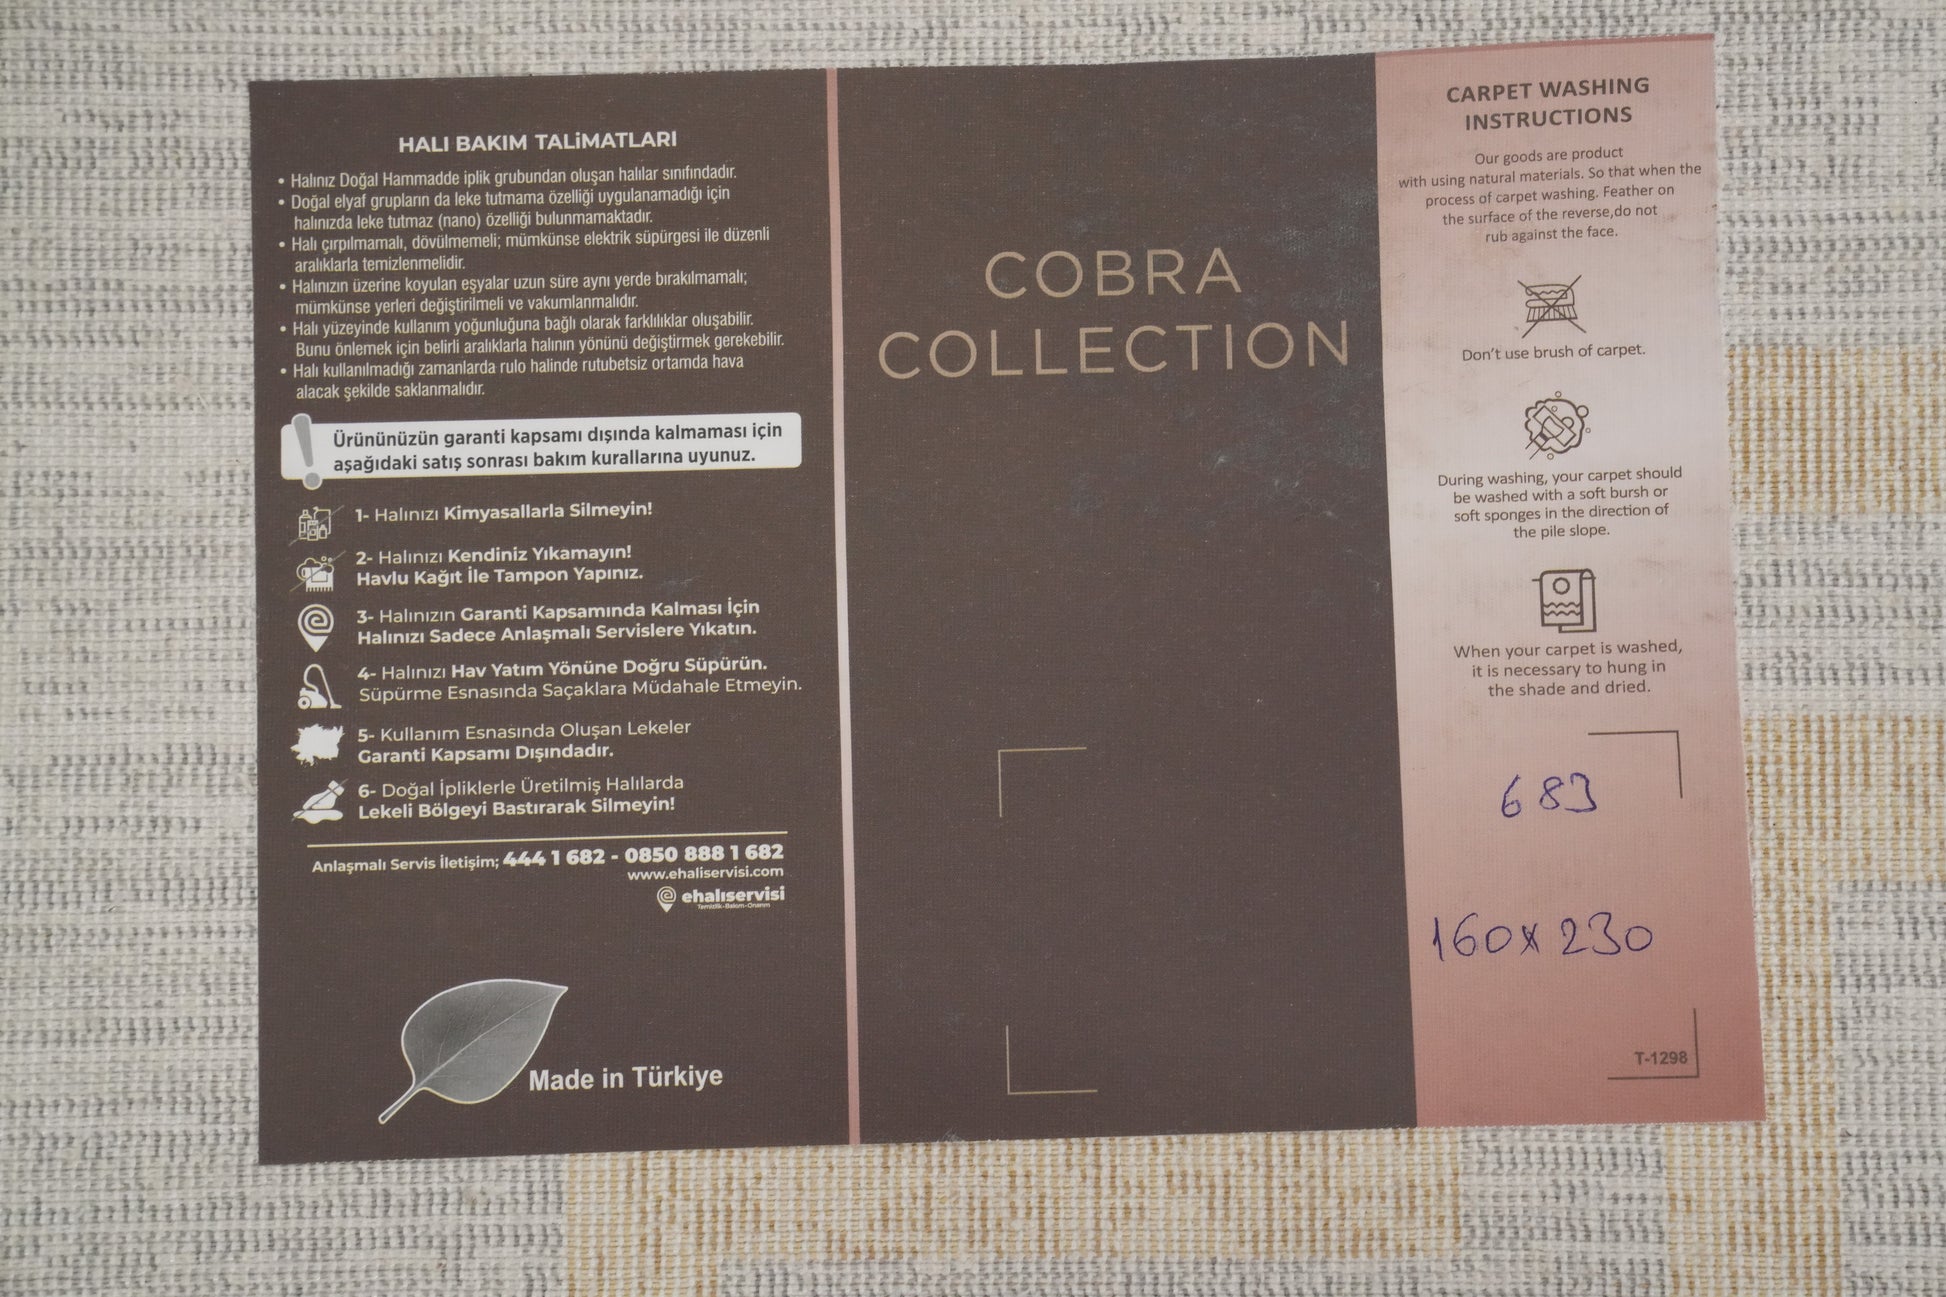 HALI BAKIM TALiMATLARI
• Halınız Doğal Hammadde iplik grubundan oluşan halılar sınıfındadır.
• Doğal elyaf grupların da leke tutmama özelliği uygulanamadığı için
halınızda leke tutmaz (nano) özelliği bulunmamaktadır.
• Halı çırpılmamalı, dövülmemeli; mümkünse elektrik süpürgesi ile düzenli
aralıklarla temizlenmelidir.
• Halınızın üzerine koyulan eşyalar uzun süre aynı yerde bırakılmamalı;
mümkünse yerleri değiştirilmeli ve vakumlanmalıdır.
• Halı yüzeyinde kullanım yoğunluğuna bağlı olarak farklılıklar oluşabilir.
Bunu önlemek için belirli aralıklarla halının yönünü değiştirmek gerekebilir.
• Halı kullanılmadığı zamanlarda rulo halinde rutubetsiz ortamda hava
alacak şekilde saklanmalıdır.
Ürününüzün garanti kapsamı dışında kalmaması için
aşağıdaki satış sonrası bakım kurallarına uyunuz.
1- Halınızı Kimyasallarla Silmeyin!
2- Halınızı Kendiniz Yıkamayın!
Havlu Kağıt İle Tampon Yapınız.
3- Halınızın Garanti Kapsamında Kalması İçin
Halınızı Sadece Anlaşmalı Servislere Yıkatın.
4- Halınızı Hav Yatım Yönüne Doğru Süpürün.
Süpürme Esnasında Saçaklara Müdahale Etmeyin.
5- Kullanım Esnasında Oluşan Lekeler
Garanti Kapsamı Dışındadır.
6- Doğal İpliklerle Üretilmiş Halılarda
Lekeli Bölgeyi Bastırarak Silmeyin!
Anlaşmalı Servis İletişim; 444 1 682 - 0850 888 1 682
www.ehaliservisi.com
ehalıservisi
Temizlik-Bakım-Onarım
Made in Türkiye
COBRA
COLLECTION
CARPET WASHING
INSTRUCTIONS
Our goods are product
with using natural materials. So that when the
process of carpet washing. Feather on
the surface of the reverse,do not
rub against the face.
Don't use brush of carpet.
During washing, your carpet should
be washed with a soft bursh or
soft sponges in the direction of
the pile slope.
When your carpet is washed,
it is necessary to hung in
the shade and dried.
683
160x230
T-1298